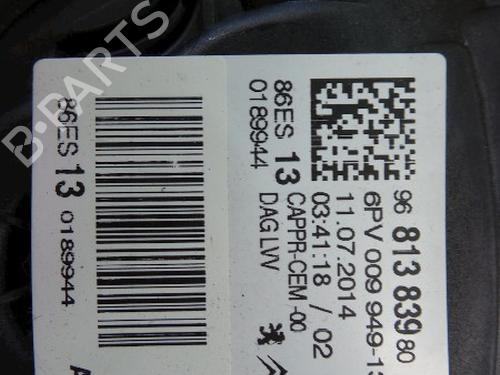 B-PARTS
86ES 13 0189944
86ES 13
0189944
CAPPR-CEM -00
DAG LVV
96 813 839 80
6PV 009 949-13
11.07.2014
03:41:18 / 02